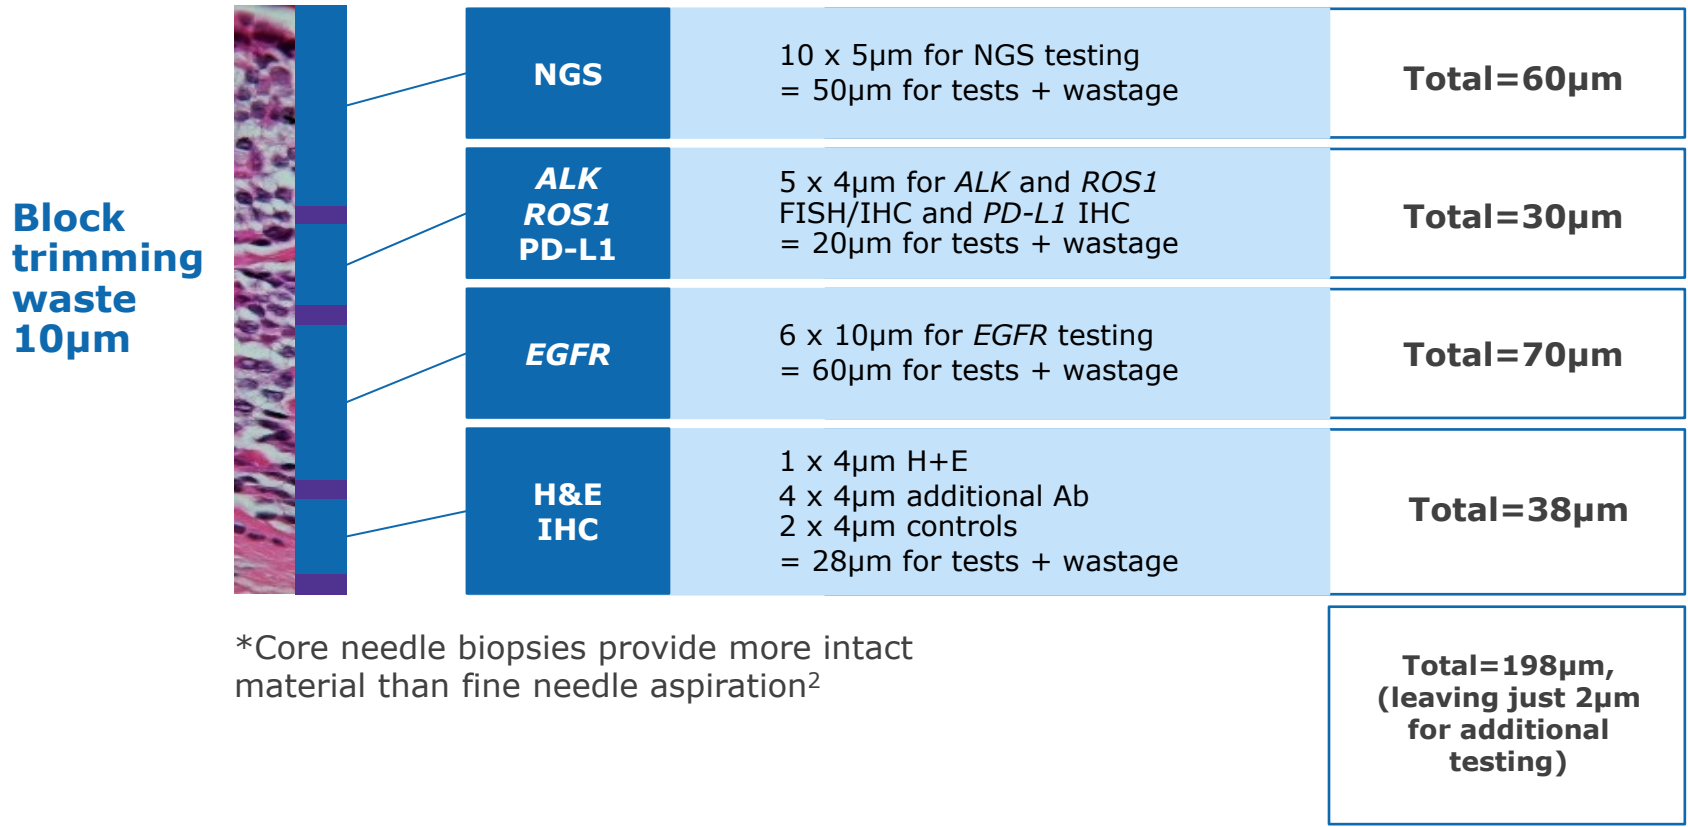 Block
trimming
waste
10µm
NGS
10 x 5µm for NGS testing
= 50µm for tests + wastage
Total=60µm
ALK
ROS1
PD-L1
5 x 4µm for ALK and ROS1
FISH/IHC and PD-L1 IHC
= 20µm for tests + wastage
Total=30µm
EGFR
6 x 10µm for EGFR testing
= 60µm for tests + wastage
Total=70µm
H&E
IHC
1 x 4µm H+E
4 x 4µm additional Ab
2 x 4µm controls
= 28µm for tests + wastage
Total=38µm
*Core needle biopsies provide more intact
material than fine needle aspiration²
Total=198µm,
(leaving just 2µm
for additional
testing)